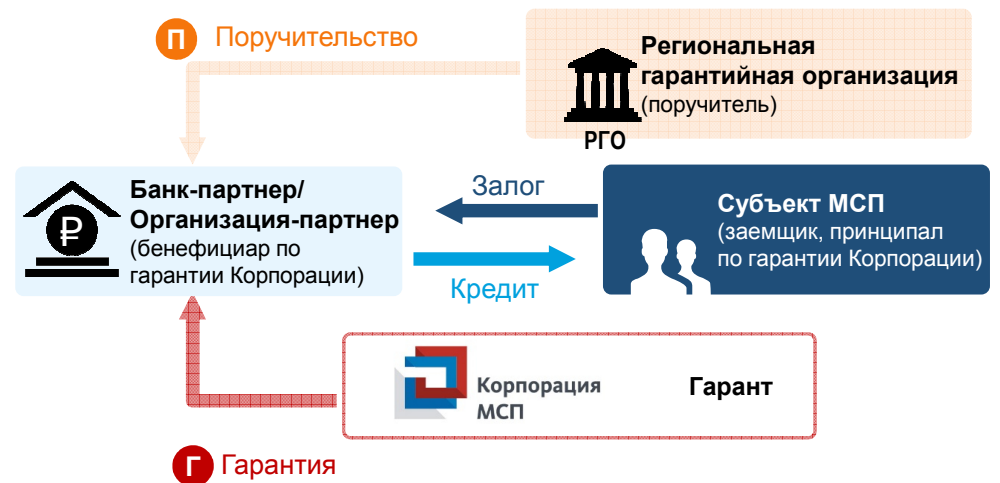 П Поручительство
Региональная
гарантийная организация
(поручитель)
РГО
Банк-партнер/
Организация-партнер
(бенефициар по
гарантии Корпорации)
Залог
Кредит
Субъект МСП
(заемщик, принципал
по гарантии Корпорации)
Корпорация
МСП
Гарант
Г Гарантия